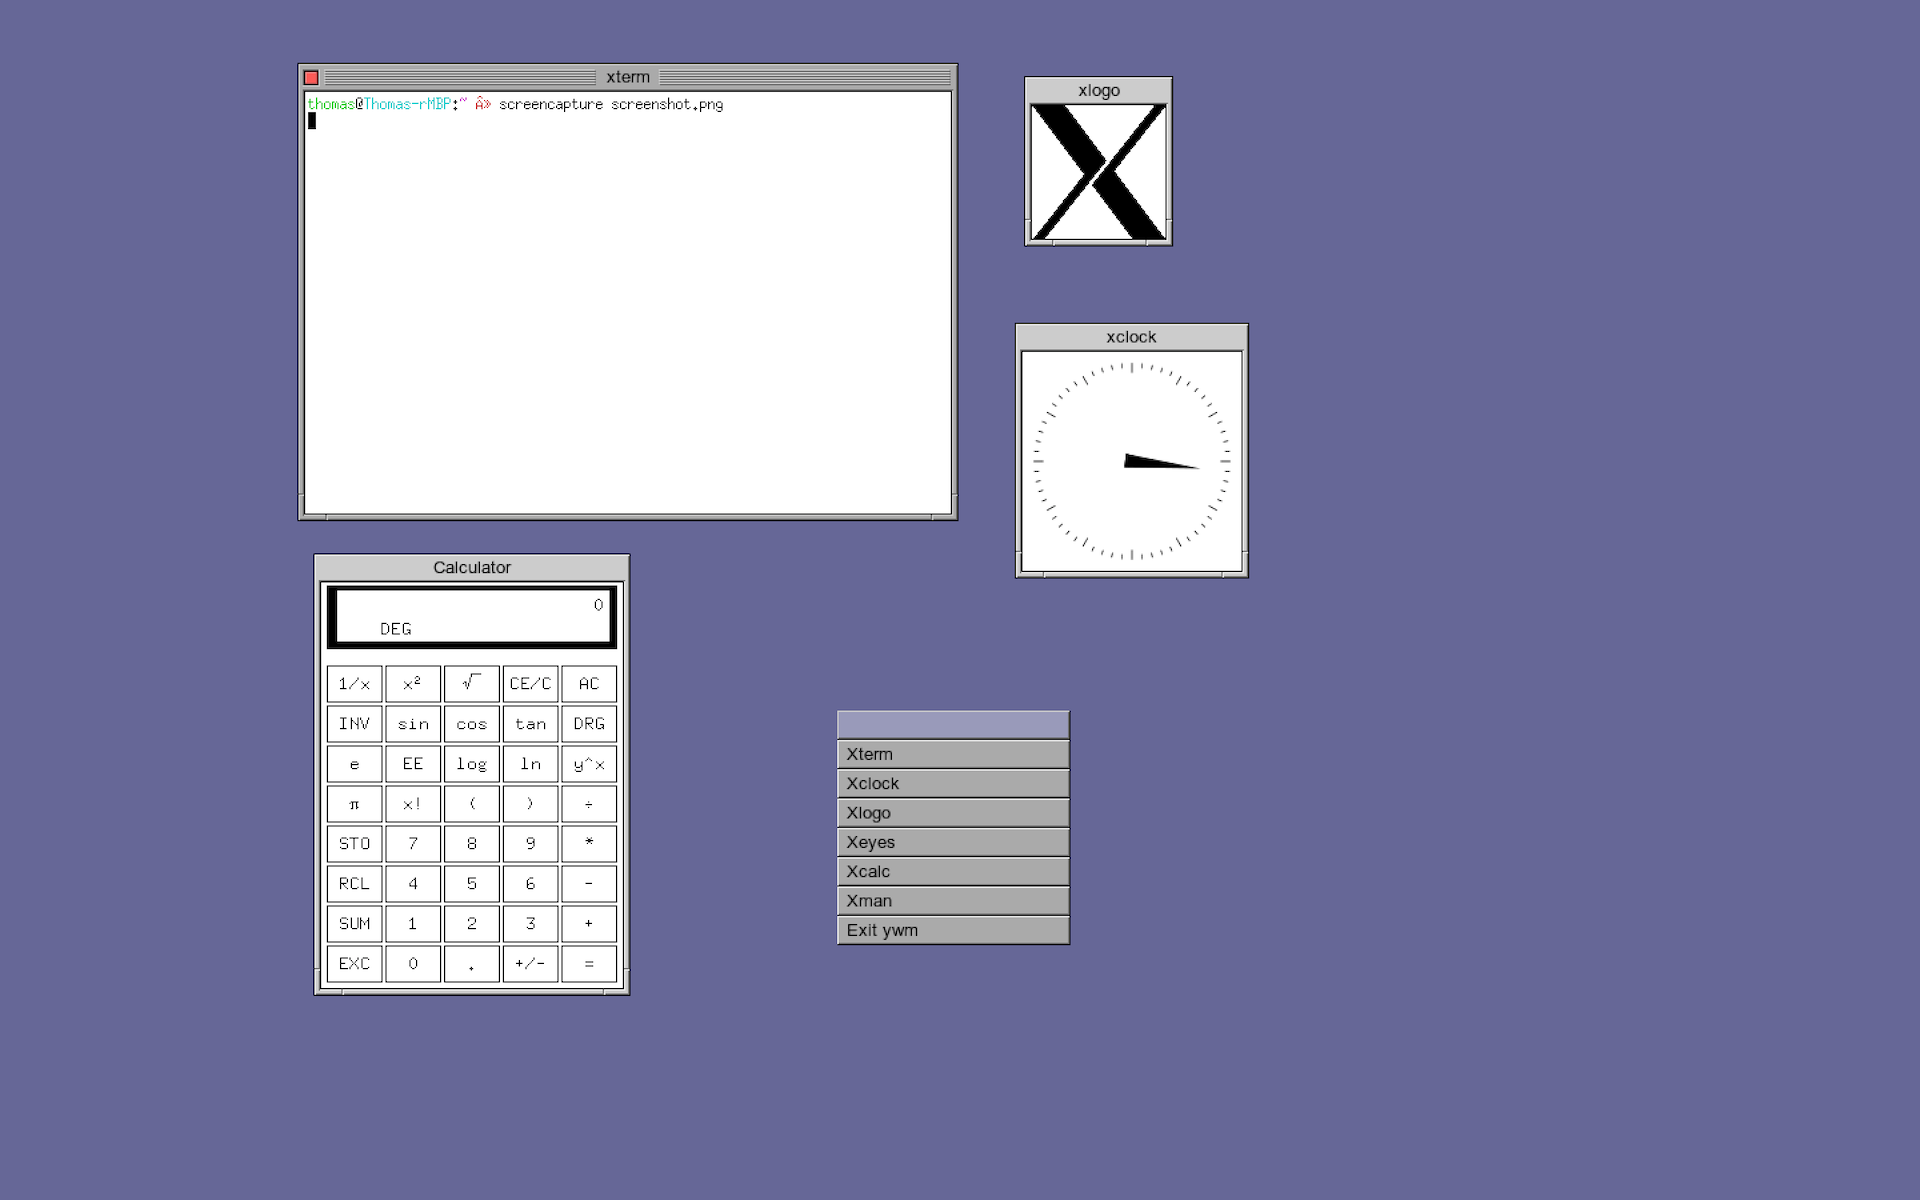 xterm
thomas@Thomas-rMBP:~ Â» screencapture screenshot.png
xlogo
xclock
Calculator
0
DEG
1/x x² √ CE/C AC
INV sin cos tan DRG
e EE log ln y^x
π x! ( ) ÷
STO 7 8 9 *
RCL 4 5 6 -
SUM 1 2 3 +
EXC 0 . +/- =
Xterm
Xclock
Xlogo
Xeyes
Xcalc
Xman
Exit ywm